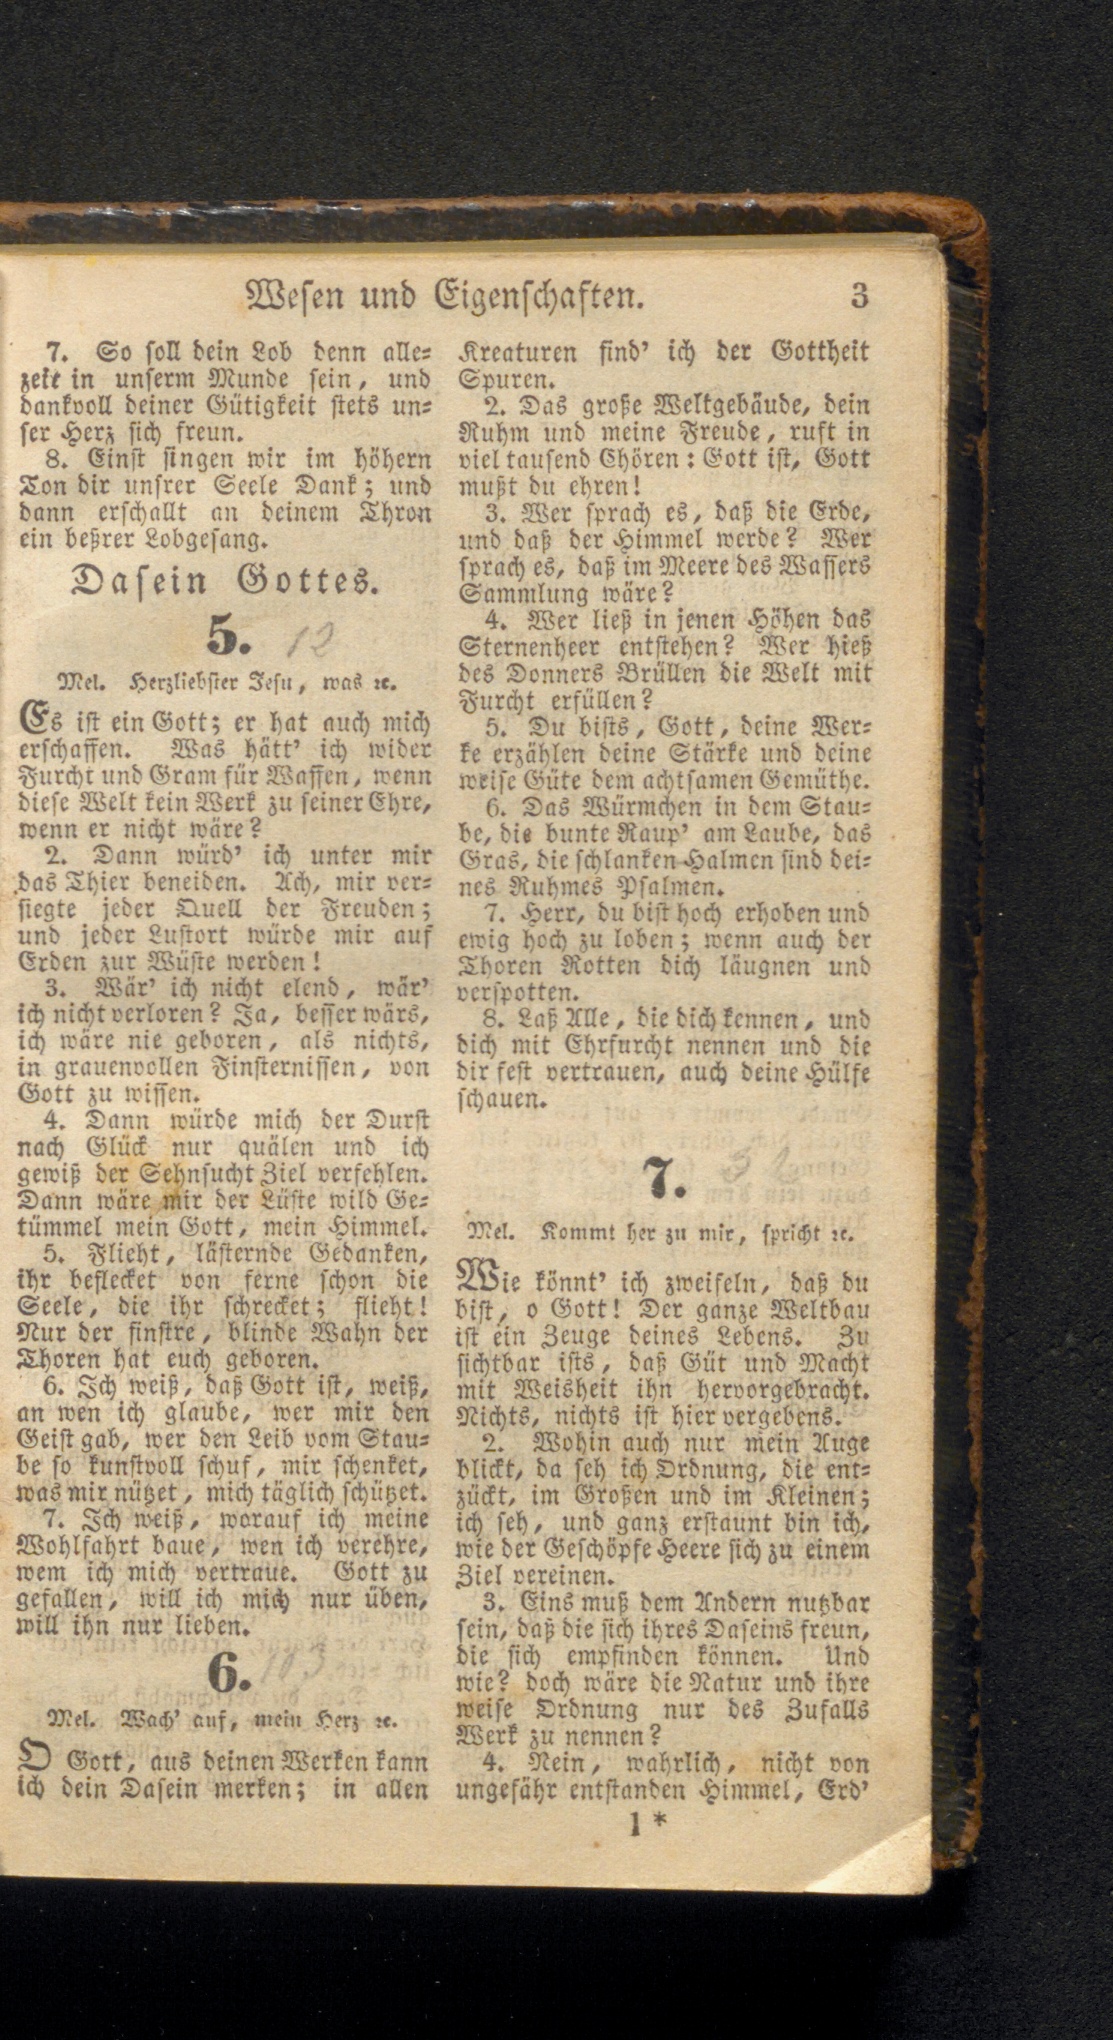 Wesen und Eigenschaften. 3
7. So soll dein Lob denn alle-
zeit in unserm Munde sein, und
dankvoll deiner Gütigkeit stets un-
ser Herz sich freun.
8. Einst singen wir im höhern
Ton dir unsrer Seele Dank; und
dann erschallt an deinem Thron
ein beßrer Lobgesang.
Dasein Gottes.
5. 12
Mel. Herzliebster Jesu, was ꝛc.
Es ist ein Gott; er hat auch mich
erschaffen. Was hätt' ich wider
Furcht und Gram für Waffen, wenn
diese Welt kein Werk zu seiner Ehre,
wenn er nicht wäre?
2. Dann würd' ich unter mir
das Thier beneiden. Ach, mir ver-
siegte jeder Quell der Freuden;
und jeder Lustort würde mir auf
Erden zur Wüste werden!
3. Wär' ich nicht elend, wär'
ich nicht verloren? Ja, besser wärs,
ich wäre nie geboren, als nichts,
in grauenvollen Finsternissen, von
Gott zu wissen.
4. Dann würde mich der Durst
nach Glück nur quälen und ich
gewiß der Sehnsucht Ziel verfehlen.
Dann wäre mir der Lüste wild Ge-
tümmel mein Gott, mein Himmel.
5. Flieht, lästernde Gedanken,
ihr beflecket von ferne schon die
Seele, die ihr schrecket; flieht!
Nur der finstre, blinde Wahn der
Thoren hat euch geboren.
6. Ich weiß, daß Gott ist, weiß,
an wen ich glaube, wer mir den
Geist gab, wer den Leib vom Stau-
be so kunstvoll schuf, mir schenket,
was mir nützet, mich täglich schützet.
7. Ich weiß, worauf ich meine
Wohlfahrt baue, wen ich verehre,
wem ich mich vertraue. Gott zu
gefallen, will ich mich nur üben,
will ihn nur lieben.
6. 103
Mel. Wach' auf, mein Herz ꝛc.
O Gott, aus deinen Werken kann
ich dein Dasein merken; in allen
Kreaturen find' ich der Gottheit
Spuren.
2. Das große Weltgebäude, dein
Ruhm und meine Freude, ruft in
viel tausend Chören: Gott ist, Gott
mußt du ehren!
3. Wer sprach es, daß die Erde,
und daß der Himmel werde? Wer
sprach es, daß im Meere des Wassers
Sammlung wäre?
4. Wer ließ in jenen Höhen das
Sternenheer entstehen? Wer hieß
des Donners Brüllen die Welt mit
Furcht erfüllen?
5. Du bists, Gott, deine Wer-
ke erzählen deine Stärke und deine
weise Güte dem achtsamen Gemüthe.
6. Das Würmchen in dem Stau-
be, die bunte Raup' am Laube, das
Gras, die schlanken Halmen sind dei-
nes Ruhmes Psalmen.
7. Herr, du bist hoch erhoben und
ewig hoch zu loben; wenn auch der
Thoren Rotten dich läugnen und
verspotten.
8. Laß Alle, die dich kennen, und
dich mit Ehrfurcht nennen und die
dir fest vertrauen, auch deine Hülfe
schauen.
7.
Mel. Kommt her zu mir, spricht ꝛc.
Wie könnt' ich zweifeln, daß du
bist, o Gott! Der ganze Weltbau
ist ein Zeuge deines Lebens. Zu
sichtbar ists, daß Güt und Macht
mit Weisheit ihn hervorgebracht.
Nichts, nichts ist hier vergebens.
2. Wohin auch nur mein Auge
blickt, da seh ich Ordnung, die ent-
zückt, im Großen und im Kleinen;
ich seh, und ganz erstaunt bin ich,
wie der Geschöpfe Heere sich zu einem
Ziel vereinen.
3. Eins muß dem Andern nutzbar
sein, daß die sich ihres Daseins freun,
die sich empfinden können. Und
wie? doch wäre die Natur und ihre
weise Ordnung nur des Zufalls
Werk zu nennen?
4. Nein, wahrlich, nicht von
ungefähr entstanden Himmel, Erd'
1 *